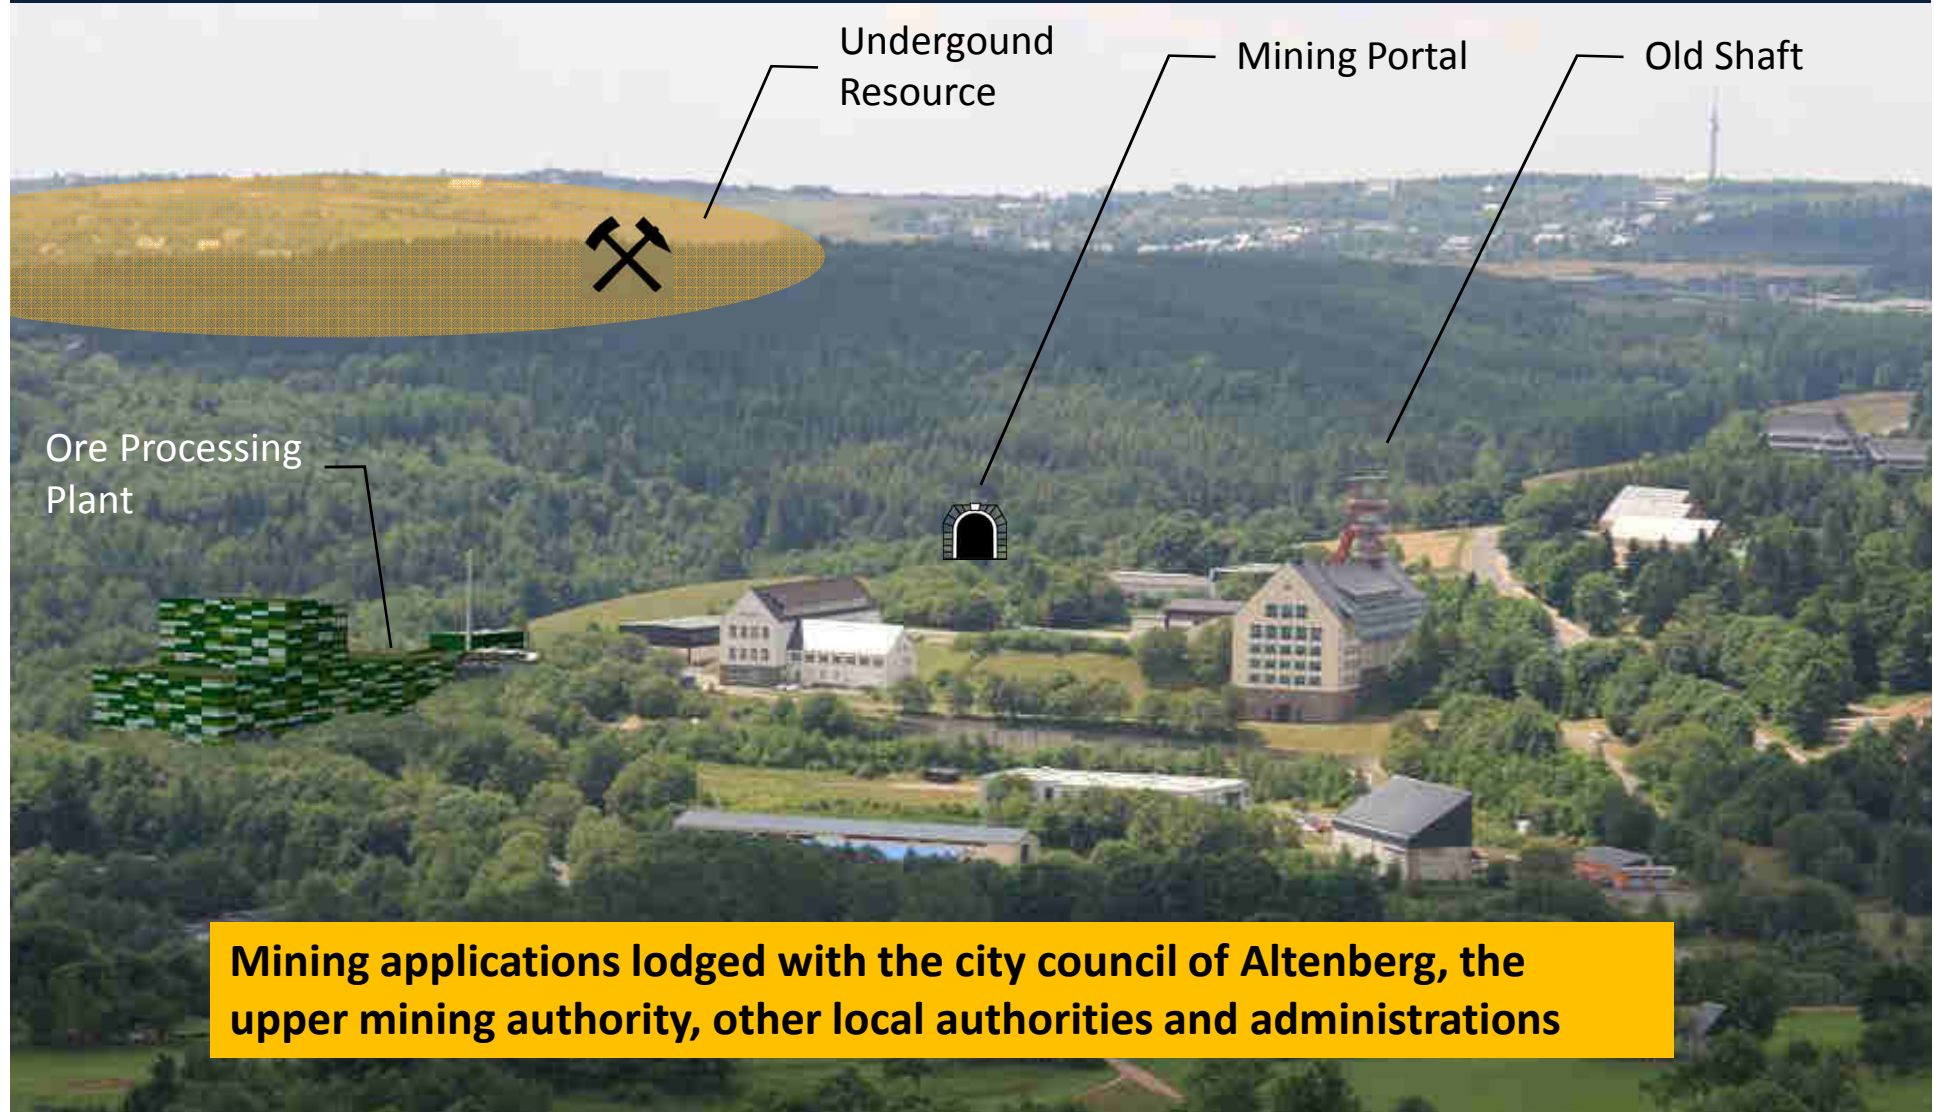 Undergound
Resource
Mining Portal
Old Shaft
Ore Processing
Plant
Mining applications lodged with the city council of Altenberg, the
upper mining authority, other local authorities and administrations